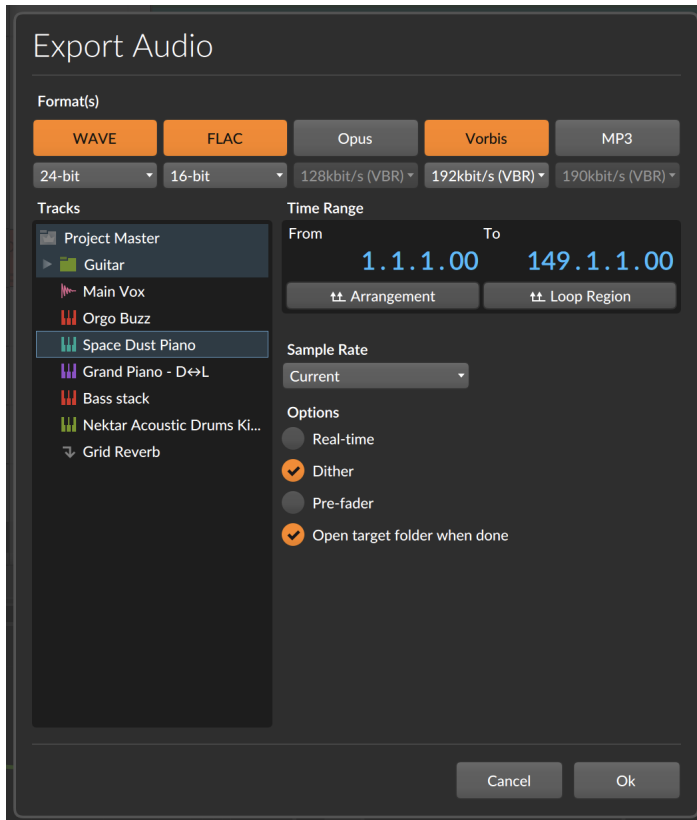 Export Audio
Format(s)
WAVE FLAC Opus Vorbis MP3
24-bit 16-bit 128kbit/s (VBR) 192kbit/s (VBR) 190kbit/s (VBR)
Tracks
Project Master
Guitar
Main Vox
Orgo Buzz
Space Dust Piano
Grand Piano - D↔L
Bass stack
Nektar Acoustic Drums Ki...
Grid Reverb
Time Range
From To
1.1.1.00 149.1.1.00
Arrangement Loop Region
Sample Rate
Current
Options
Real-time
Dither
Pre-fader
Open target folder when done
Cancel Ok